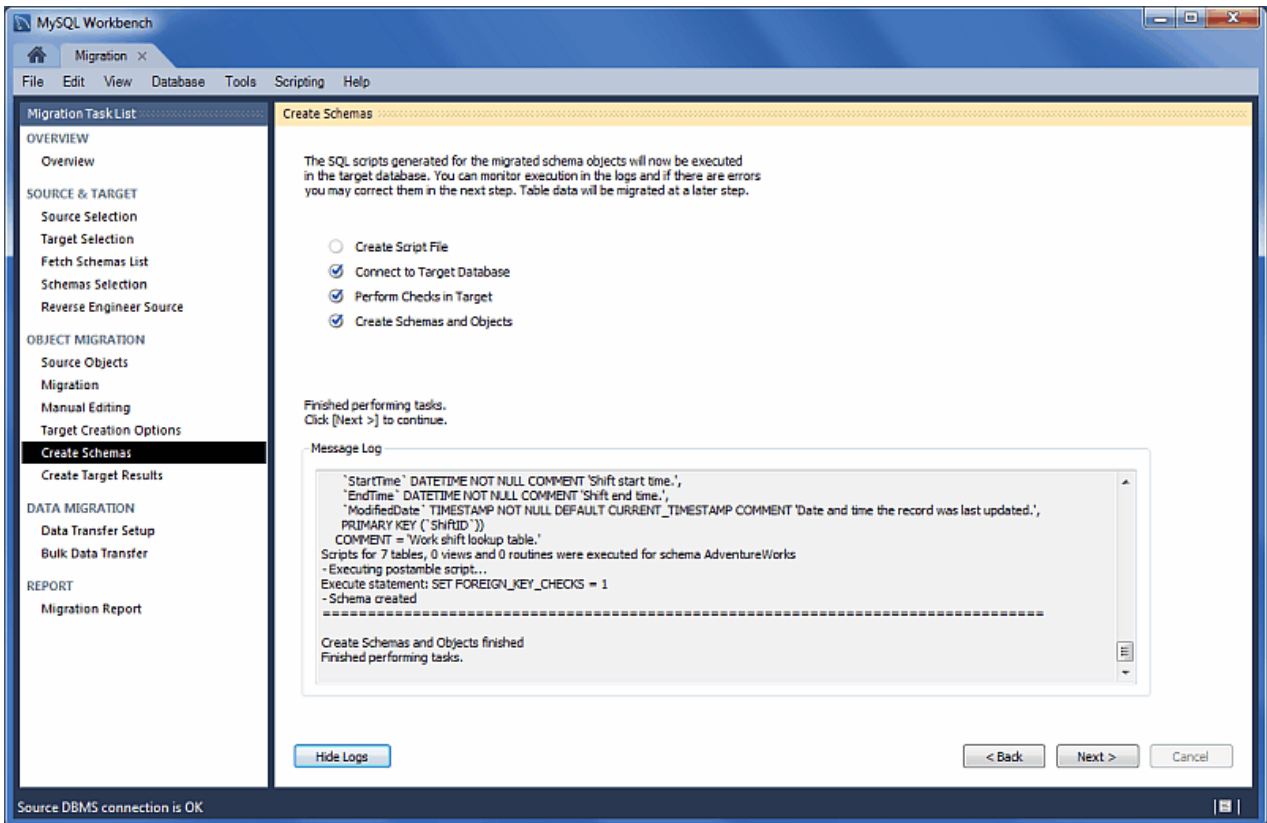 MySQL Workbench
Migration
File Edit View Database Tools Scripting Help
Migration Task List
OVERVIEW
Overview
SOURCE & TARGET
Source Selection
Target Selection
Fetch Schemas List
Schemas Selection
Reverse Engineer Source
OBJECT MIGRATION
Source Objects
Migration
Manual Editing
Target Creation Options
Create Schemas
Create Target Results
DATA MIGRATION
Data Transfer Setup
Bulk Data Transfer
REPORT
Migration Report
Create Schemas
The SQL scripts generated for the migrated schema objects will now be executed
in the target database. You can monitor execution in the logs and if there are errors
you may correct them in the next step. Table data will be migrated at a later step.
Create Script File
Connect to Target Database
Perform Checks in Target
Create Schemas and Objects
Finished performing tasks.
Click [Next >] to continue.
Message Log
`StartTime` DATETIME NOT NULL COMMENT 'Shift start time.',
`EndTime` DATETIME NOT NULL COMMENT 'Shift end time.',
`ModifiedDate` TIMESTAMP NOT NULL DEFAULT CURRENT_TIMESTAMP COMMENT 'Date and time the record was last updated.',
PRIMARY KEY (`ShiftID`))
COMMENT = 'Work shift lookup table.'
Scripts for 7 tables, 0 views and 0 routines were executed for schema AdventureWorks
- Executing postamble script...
Execute statement: SET FOREIGN_KEY_CHECKS = 1
- Schema created
================================================================================
Create Schemas and Objects finished
Finished performing tasks.
Hide Logs
< Back Next > Cancel
Source DBMS connection is OK